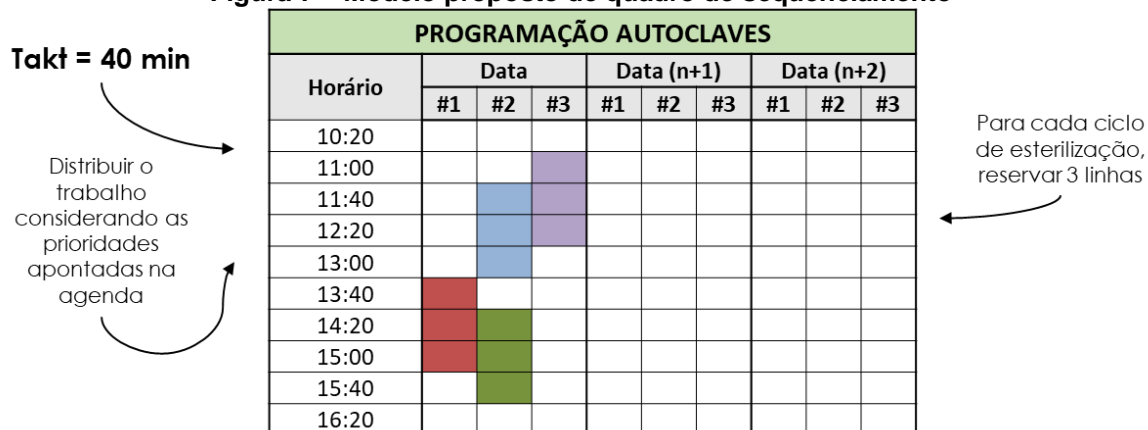 PROGRAMAÇÃO AUTOCLAVES
Takt = 40 min
Horário
Data
Data (n+1)
Data (n+2)
#1 #2 #3 #1 #2 #3 #1 #2 #3
10:20
11:00
11:40
12:20
13:00
13:40
14:20
15:00
15:40
16:20
Distribuir o
trabalho
considerando as
prioridades
apontadas na
agenda
Para cada ciclo
de esterilização,
reservar 3 linhas